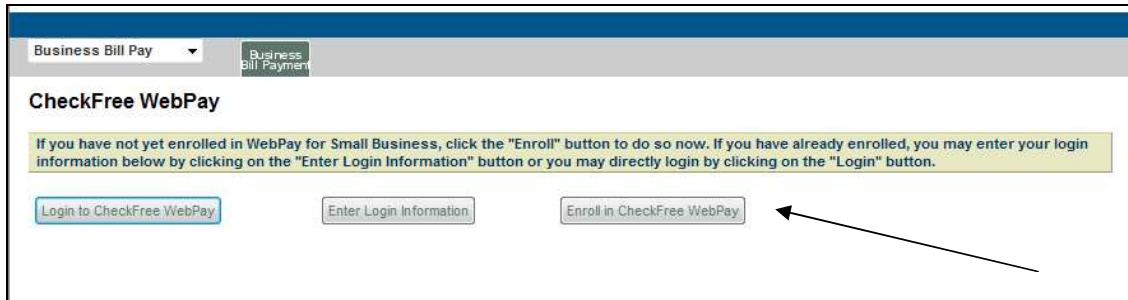 Business Bill Pay
Business
Bill Payment
CheckFree WebPay
If you have not yet enrolled in WebPay for Small Business, click the "Enroll" button to do so now. If you have already enrolled, you may enter your login
information below by clicking on the "Enter Login Information" button or you may directly login by clicking on the "Login" button.
Login to CheckFree WebPay
Enter Login Information
Enroll in CheckFree WebPay